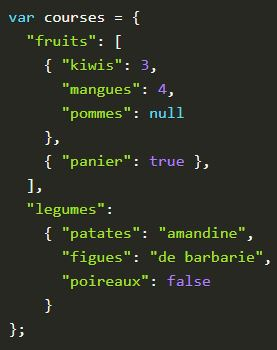 var courses = {
  "fruits": [
    { "kiwis": 3,
      "mangues": 4,
      "pommes": null
    },
    { "panier": true },
  ],
  "legumes":
    { "patates": "amandine",
      "figues": "de barbarie",
      "poireaux": false
    }
};